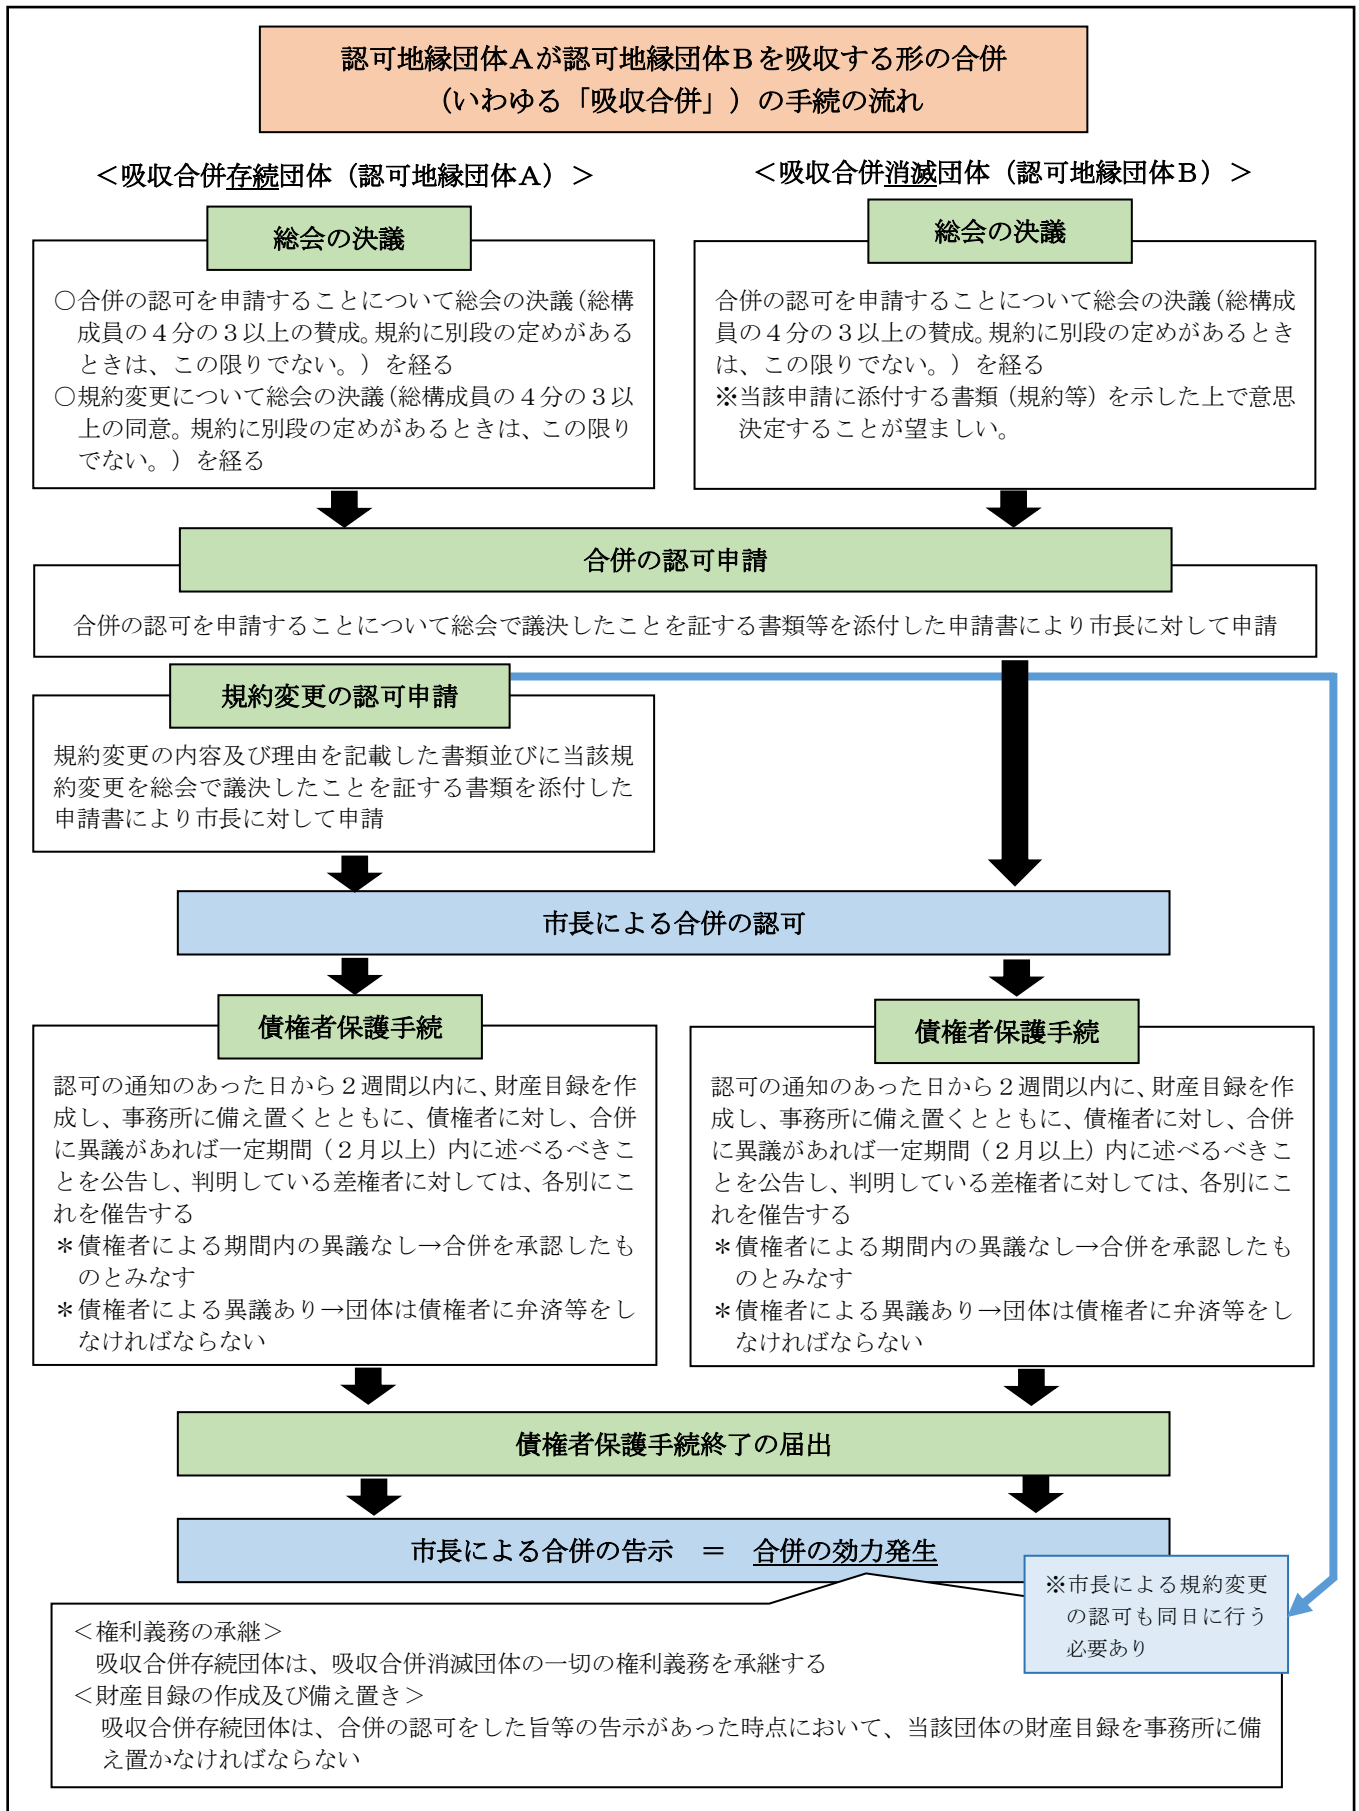 認可地縁団体Aが認可地縁団体Bを吸収する形の合併
（いわゆる「吸収合併」）の手続の流れ
＜吸収合併存続団体（認可地縁団体A）＞
総会の決議
○合併の認可を申請することについて総会の決議（総構
成員の４分の３以上の賛成。規約に別段の定めがある
ときは、この限りでない。）を経る
○規約変更について総会の決議（総構成員の４分の３以
上の同意。規約に別段の定めがあるときは、この限り
でない。）を経る
＜吸収合併消滅団体（認可地縁団体B）＞
総会の決議
合併の認可を申請することについて総会の決議（総構成
員の４分の３以上の賛成。規約に別段の定めがあるとき
は、この限りでない。）を経る
※当該申請に添付する書類（規約等）を示した上で意思
決定することが望ましい。
合併の認可申請
合併の認可を申請することについて総会で議決したことを証する書類等を添付した申請書により市長に対して申請
規約変更の認可申請
規約変更の内容及び理由を記載した書類並びに当該規
約変更を総会で議決したことを証する書類を添付した
申請書により市長に対して申請
市長による合併の認可
債権者保護手続
認可の通知のあった日から２週間以内に、財産目録を作
成し、事務所に備え置くとともに、債権者に対し、合併
に異議があれば一定期間（２月以上）内に述べるべきこ
とを公告し、判明している差権者に対しては、各別にこ
れを催告する
＊債権者による期間内の異議なし→合併を承認したも
のとみなす
＊債権者による異議あり→団体は債権者に弁済等をし
なければならない
債権者保護手続
認可の通知のあった日から２週間以内に、財産目録を作
成し、事務所に備え置くとともに、債権者に対し、合併
に異議があれば一定期間（２月以上）内に述べるべきこ
とを公告し、判明している差権者に対しては、各別にこ
れを催告する
＊債権者による期間内の異議なし→合併を承認したも
のとみなす
＊債権者による異議あり→団体は債権者に弁済等をし
なければならない
債権者保護手続終了の届出
市長による合併の告示　＝　合併の効力発生
※市長による規約変更
の認可も同日に行う
必要あり
＜権利義務の承継＞
吸収合併存続団体は、吸収合併消滅団体の一切の権利義務を承継する
＜財産目録の作成及び備え置き＞
吸収合併存続団体は、合併の認可をした旨等の告示があった時点において、当該団体の財産目録を事務所に備
え置かなければならない